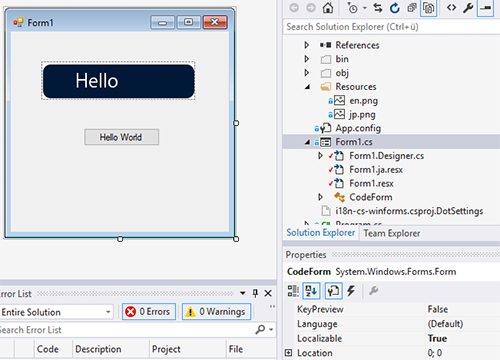 Form1
Hello
Hello World
Search Solution Explorer (Ctrl+ü)
References
bin
obj
Resources
en.png
jp.png
App.config
Form1.cs
Form1.Designer.cs
Form1.ja.resx
Form1.resx
CodeForm
i18n-cs-winforms.csproj.DotSettings
Program.cs
Solution Explorer Team Explorer
Properties
CodeForm System.Windows.Forms.Form
KeyPreview False
Language (Default)
Localizable True
Location 0; 0
Error List
Entire Solution 0 Errors 0 Warnings
Search Error List
Code Description Project File